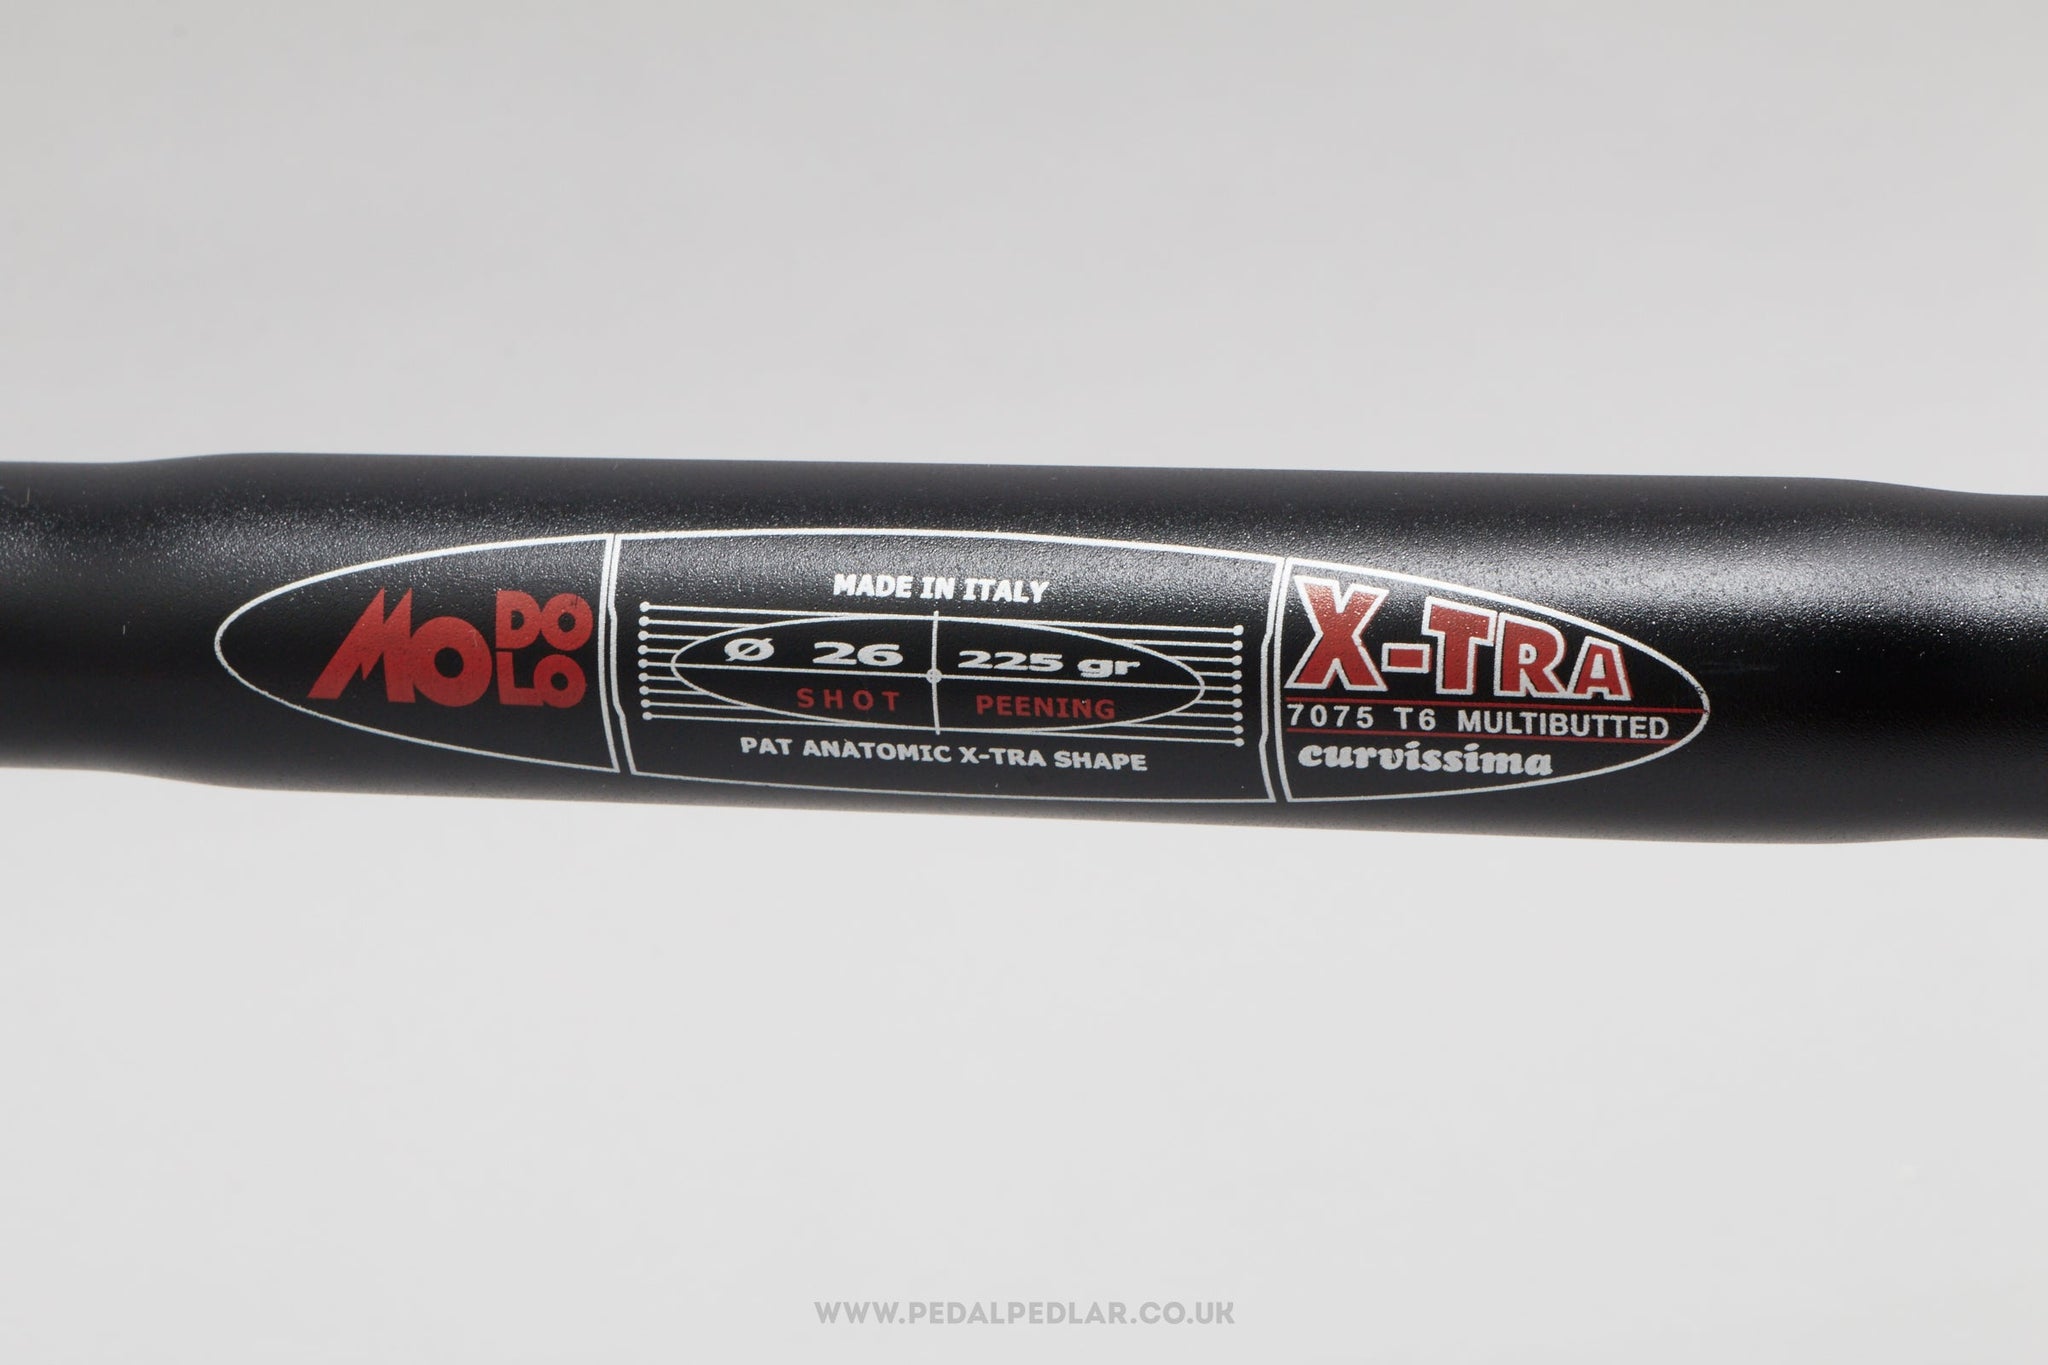 MODOLO
MADE IN ITALY
Ø 26 225 gr
SHOT PEENING
PAT ANATOMIC X-TRA SHAPE
X-TRA
7075 T6 MULTIBUTTED
curvissima
WWW.PEDALPEDLAR.CO.UK